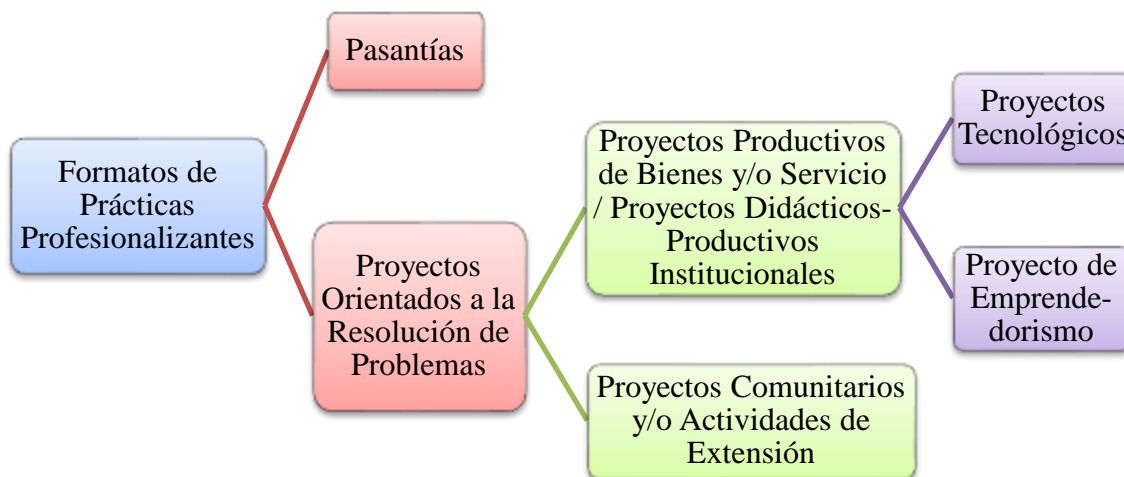 Pasantías
Formatos de
Prácticas
Profesionalizantes
Proyectos
Orientados a la
Resolución de
Problemas
Proyectos Productivos
de Bienes y/o Servicio
/ Proyectos Didácticos-
Productivos
Institucionales
Proyectos Comunitarios
y/o Actividades de
Extensión
Proyectos
Tecnológicos
Proyecto de
Emprende-
dorismo